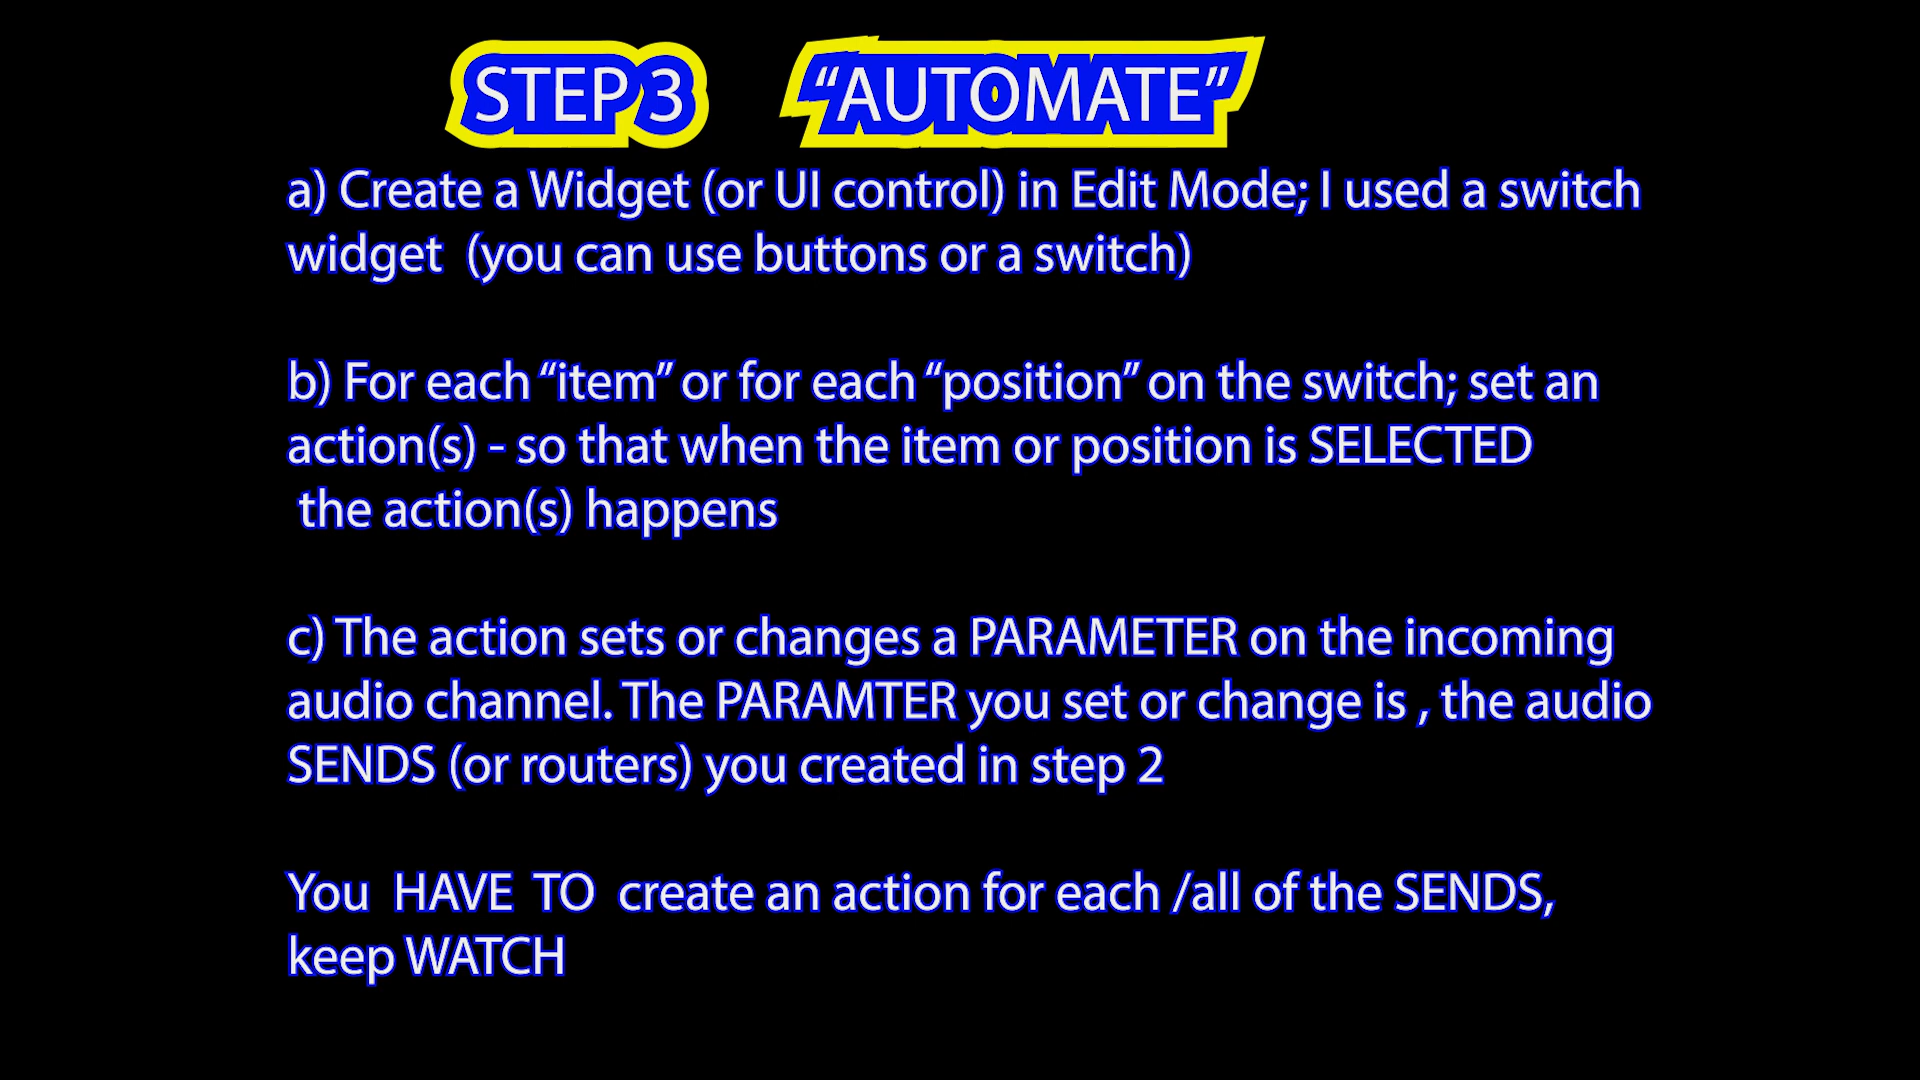 STEP 3 “AUTOMATE”
a) Create a Widget (or UI control) in Edit Mode; I used a switch
widget (you can use buttons or a switch)
b) For each “item” or for each “position” on the switch; set an
action(s) - so that when the item or position is SELECTED
the action(s) happens
c) The action sets or changes a PARAMETER on the incoming
audio channel. The PARAMTER you set or change is , the audio
SENDS (or routers) you created in step 2
You HAVE TO create an action for each /all of the SENDS,
keep WATCH